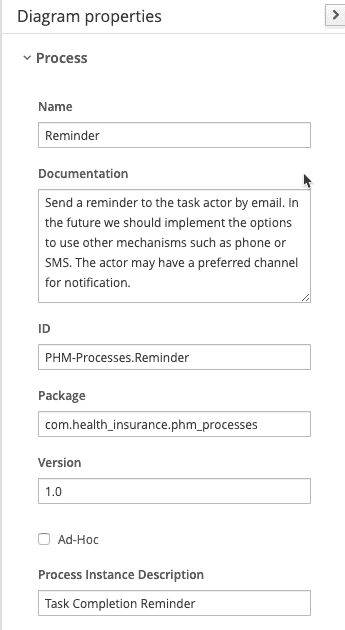 Diagram properties
Process
Name
Reminder
Documentation
Send a reminder to the task actor by email. In
the future we should implement the options
to use other mechanisms such as phone or
SMS. The actor may have a preferred channel
for notification.
ID
PHM-Processes.Reminder
Package
com.health_insurance.phm_processes
Version
1.0
Ad-Hoc
Process Instance Description
Task Completion Reminder